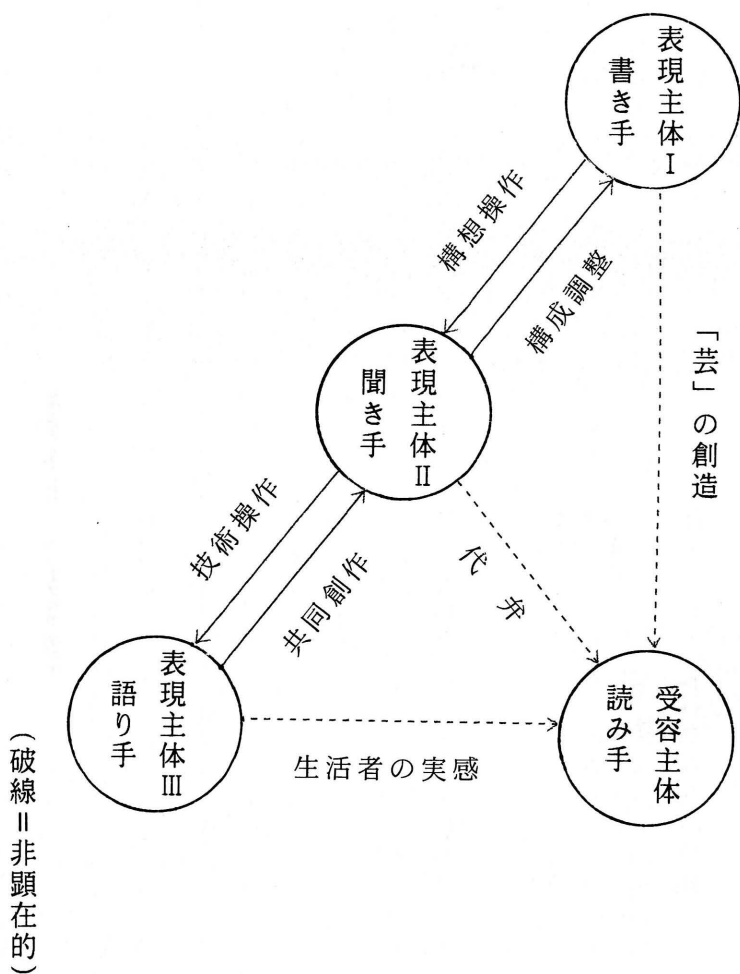 表現主体Ⅰ
書き手
構想操作
構成調整
「芸」の創造
表現主体Ⅱ
聞き手
代弁
技術操作
共同創作
表現主体Ⅲ
語り手
生活者の実感
受容主体
読み手
(破線=非顕在的)